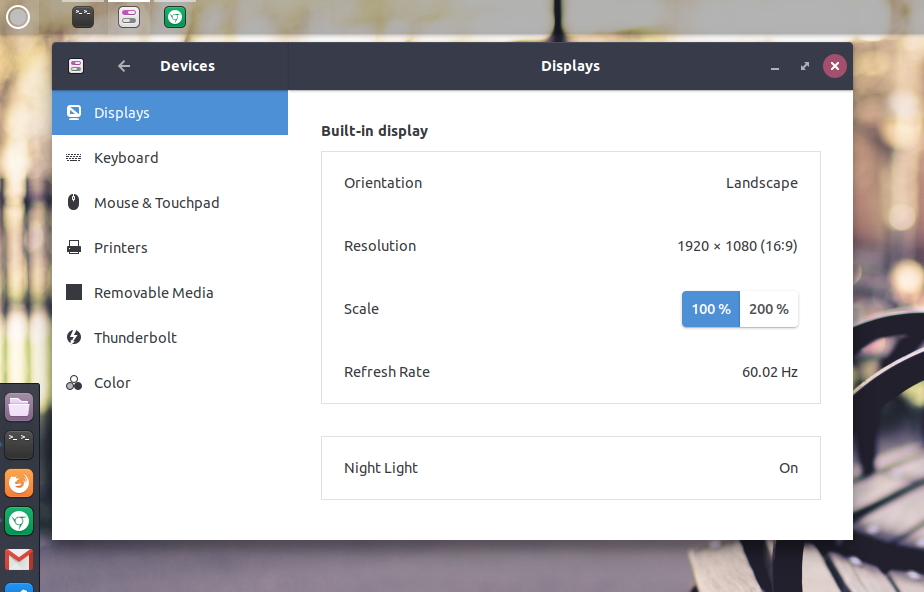 Devices
Displays
Displays
Keyboard
Mouse & Touchpad
Printers
Removable Media
Thunderbolt
Color
Built-in display
Orientation Landscape
Resolution 1920 × 1080 (16:9)
Scale 100 % 200 %
Refresh Rate 60.02 Hz
Night Light On